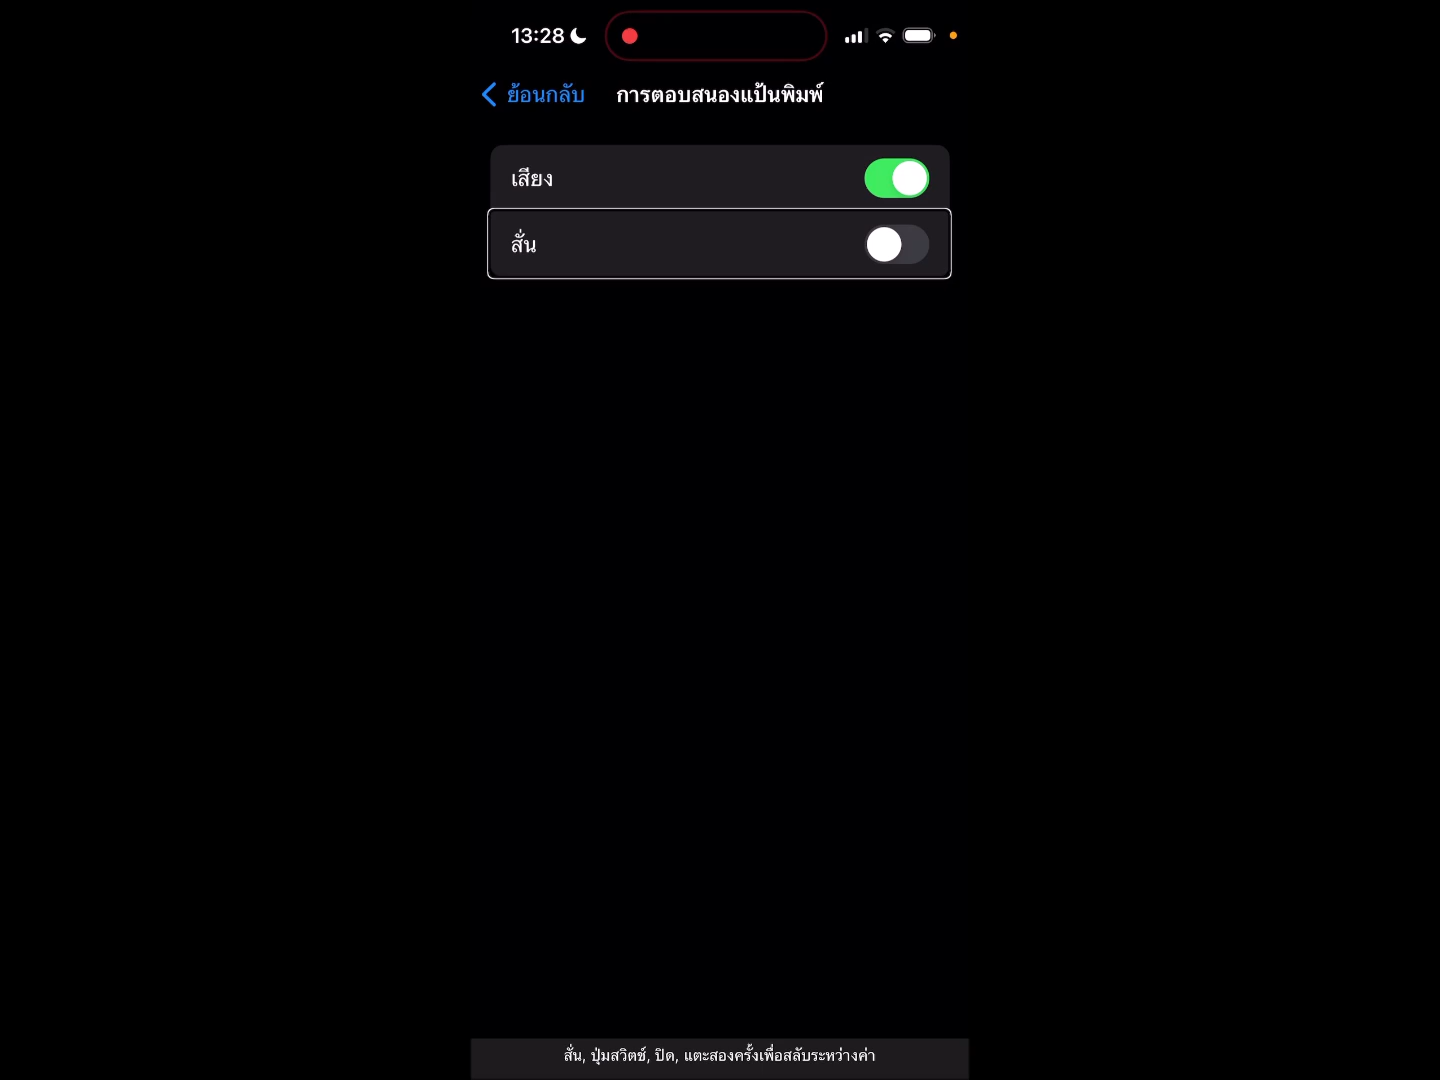 13:28
ย้อนกลับ การตอบสนองแป้นพิมพ์
เสียง
สั่น
สั่น, ปุ่มสวิตช์, ปิด, แตะสองครั้งเพื่อสลับระหว่างค่า